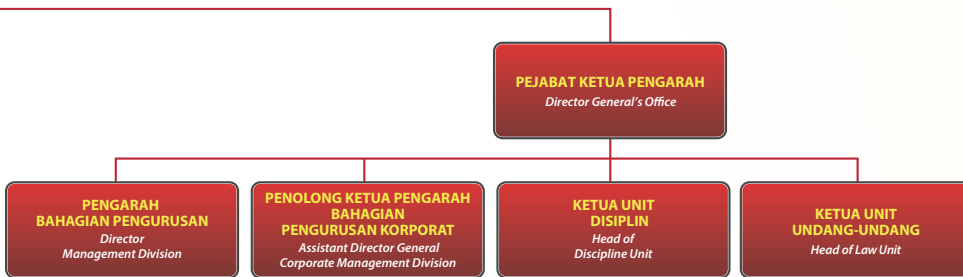 PEJABAT KETUA PENGARAH
Director General's Office
PENGARAH
BAHAGIAN PENGURUSAN
Director
Management Division
PENOLONG KETUA PENGARAH
BAHAGIAN
PENGURUSAN KORPORAT
Assistant Director General
Corporate Management Division
KETUA UNIT
DISIPLIN
Head of
Discipline Unit
KETUA UNIT
UNDANG-UNDANG
Head of Law Unit